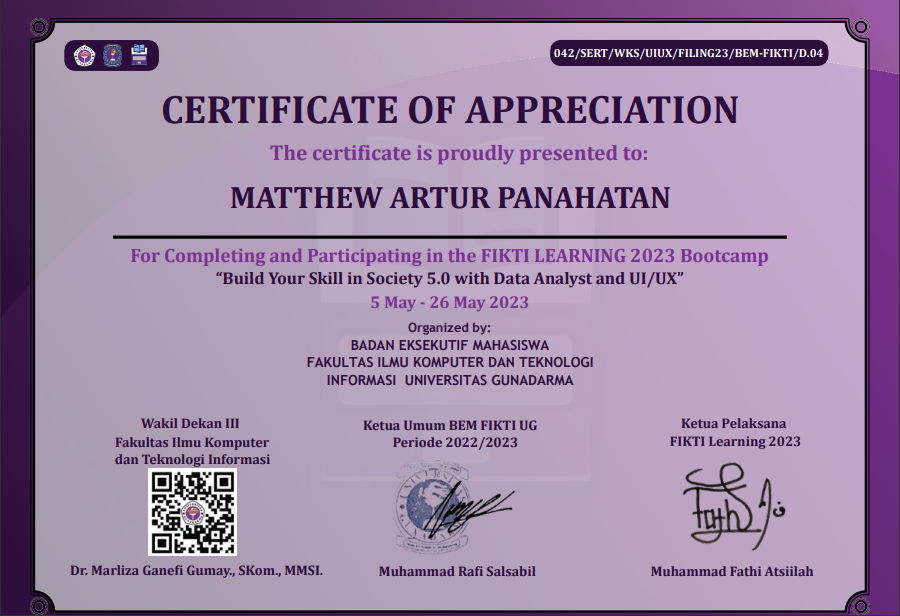 042/SERT/WKS/UIUX/FILING23/BEM-FIKTI/D.04
CERTIFICATE OF APPRECIATION
The certificate is proudly presented to:
MATTHEW ARTUR PANAHATAN
For Completing and Participating in the FIKTI LEARNING 2023 Bootcamp
“Build Your Skill in Society 5.0 with Data Analyst and UI/UX”
5 May - 26 May 2023
Organized by:
BADAN EKSEKUTIF MAHASISWA
FAKULTAS ILMU KOMPUTER DAN TEKNOLOGI
INFORMASI UNIVERSITAS GUNADARMA
Wakil Dekan III
Fakultas Ilmu Komputer
dan Teknologi Informasi
Dr. Marliza Ganefi Gumay., SKom., MMSI.
Ketua Umum BEM FIKTI UG
Periode 2022/2023
Muhammad Rafi Salsabil
Ketua Pelaksana
FIKTI Learning 2023
Fath
Muhammad Fathi Atsiilah